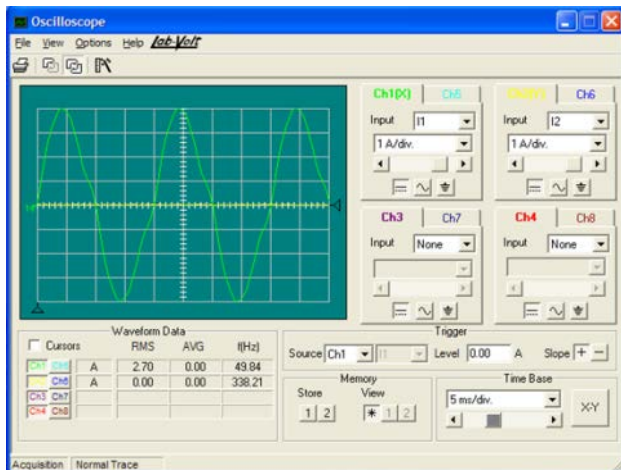 Oscilloscope
File View Options Help Lab-Volt
Ch1(X) Ch5
Input I1
1 A/div.
Ch2(Y) Ch6
Input I2
1 A/div.
Ch3 Ch7
Input None
Ch4 Ch8
Input None
Waveform Data
Cursors RMS AVG f(Hz)
Ch1 Ch5 A 2.70 0.00 49.84
Ch6 A 0.00 0.00 338.21
Ch3 Ch7
Ch4 Ch8
Trigger
Source Ch1 I1 Level 0.00 A Slope + −
Memory
Store View
1 2 * 1 2
Time Base
5 ms/div.
X-Y
Acquisition Normal Trace